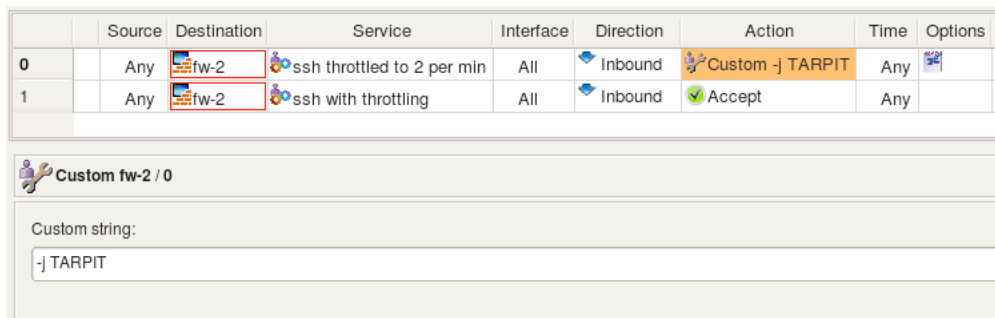 Source Destination Service Interface Direction Action Time Options
0 Any fw-2 ssh throttled to 2 per min All Inbound Custom -j TARPIT Any
1 Any fw-2 ssh with throttling All Inbound Accept Any
Custom fw-2 / 0
Custom string:
-j TARPIT